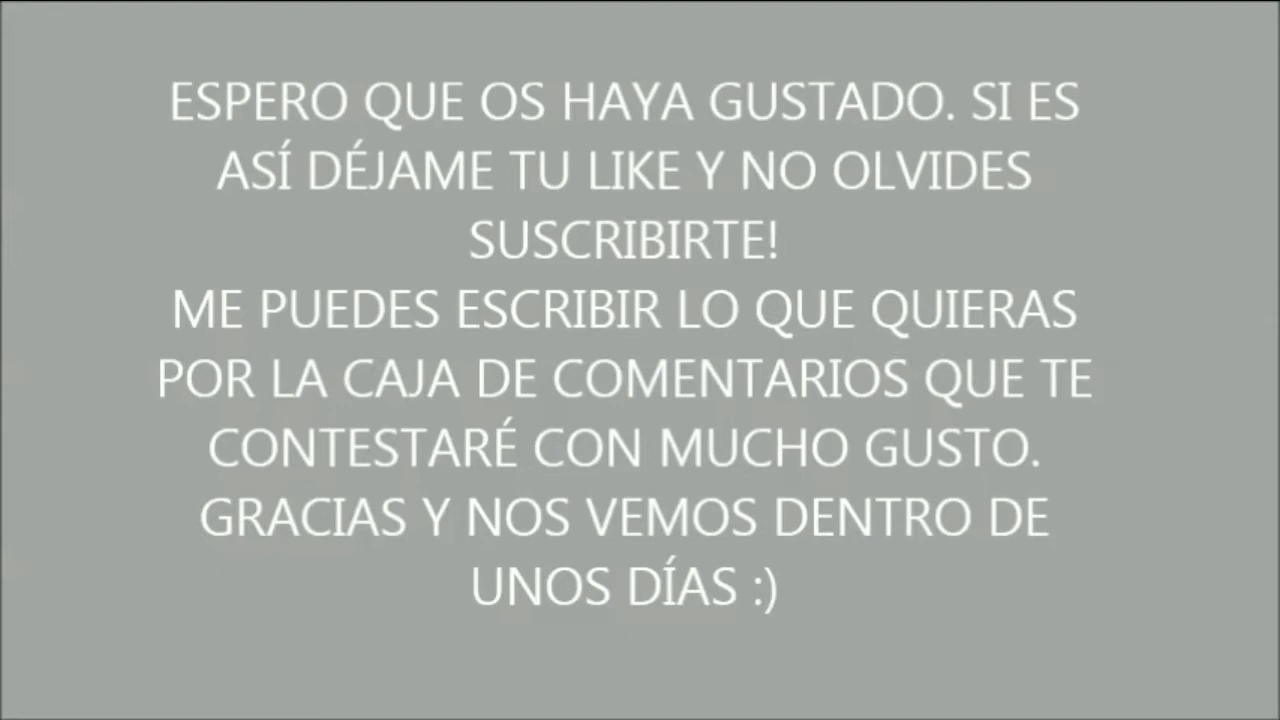 ESPERO QUE OS HAYA GUSTADO. SI ES
ASÍ DÉJAME TU LIKE Y NO OLVIDES
SUSCRIBIRTE!
ME PUEDES ESCRIBIR LO QUE QUIERAS
POR LA CAJA DE COMENTARIOS QUE TE
CONTESTARÉ CON MUCHO GUSTO.
GRACIAS Y NOS VEMOS DENTRO DE
UNOS DÍAS :)